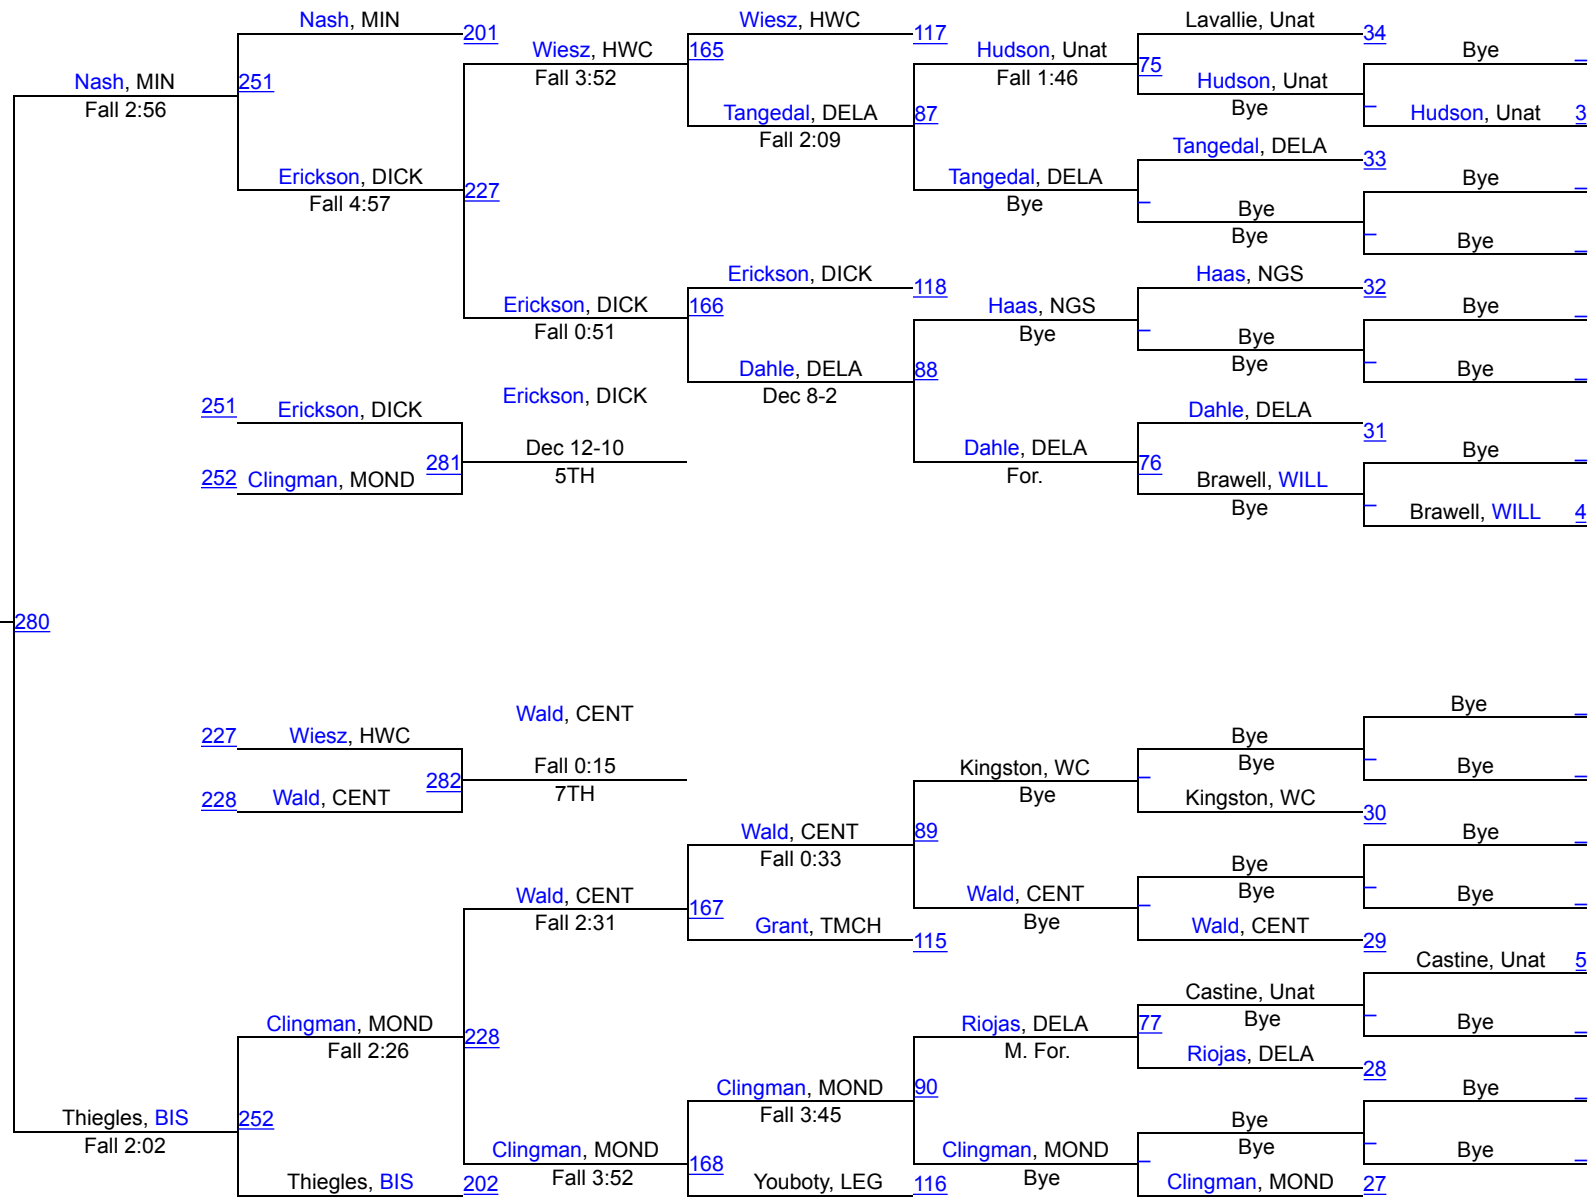 Nash, MIN
201
Wiesz, HWC
117
Lavallie, Unat
34
Nash, MIN
Fall 2:56
251
Wiesz, HWC
Fall 3:52
165
Hudson, Unat
Fall 1:46
75
Hudson, Unat
Bye
Bye
Hudson, Unat 3
Tangedal, DELA
Fall 2:09
87
Tangedal, DELA
33
Erickson, DICK
Fall 4:57
227
Tangedal, DELA
Bye
Bye
Bye
Bye
Bye
Erickson, DICK
Fall 0:51
166
Erickson, DICK
118
Haas, NGS
Bye
Haas, NGS
32
Bye
Bye
Bye
Bye
Dahle, DELA
Dec 8-2
88
251 Erickson, DICK
252 Clingman, MOND
281
Erickson, DICK
Dec 12-10
5TH
Dahle, DELA
For.
76
Dahle, DELA
31
Brawell, WILL
Bye
Bye
Brawell, WILL 4
280
227 Wiesz, HWC
228 Wald, CENT
282
Wald, CENT
Fall 0:15
7TH
Kingston, WC
Bye
Bye
Bye
Bye
Bye
Kingston, WC
30
Wald, CENT
Fall 0:33
89
Wald, CENT
Fall 2:31
167
Grant, TMCH
115
Wald, CENT
Bye
Bye
Bye
Bye
Bye
Wald, CENT
29
Clingman, MOND
Fall 2:26
228
Riojas, DELA
M. For.
77
Castine, Unat
Bye
Castine, Unat 5
Bye
Riojas, DELA
28
Thiegles, BIS
Fall 2:02
252
Clingman, MOND
Fall 3:45
90
Clingman, MOND
Fall 3:52
168
Clingman, MOND
Bye
Bye
Bye
Bye
Bye
Thiegles, BIS
202
Youboty, LEG
116
Clingman, MOND
27